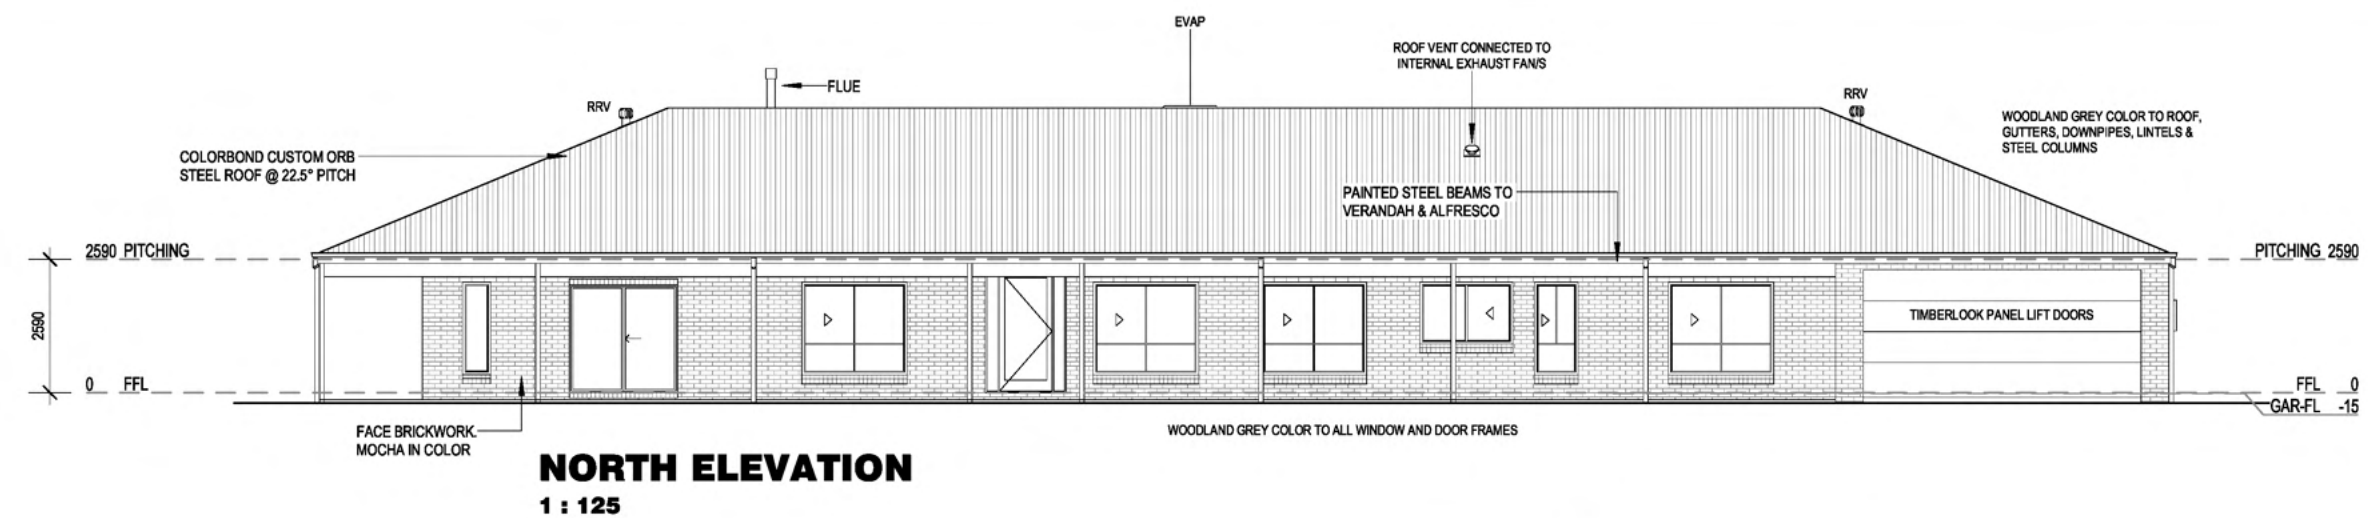 EVAP
ROOF VENT CONNECTED TO
INTERNAL EXHAUST FAN/S
FLUE
RRV
RRV
WOODLAND GREY COLOR TO ROOF,
GUTTERS, DOWNPIPES, LINTELS &
STEEL COLUMNS
COLORBOND CUSTOM ORB
STEEL ROOF @ 22.5° PITCH
PAINTED STEEL BEAMS TO
VERANDAH & ALFRESCO
2590 PITCHING
PITCHING 2590
2590
TIMBERLOOK PANEL LIFT DOORS
0 FFL
FFL 0
GAR-FL -15
FACE BRICKWORK.
MOCHA IN COLOR
WOODLAND GREY COLOR TO ALL WINDOW AND DOOR FRAMES
NORTH ELEVATION
1 : 125